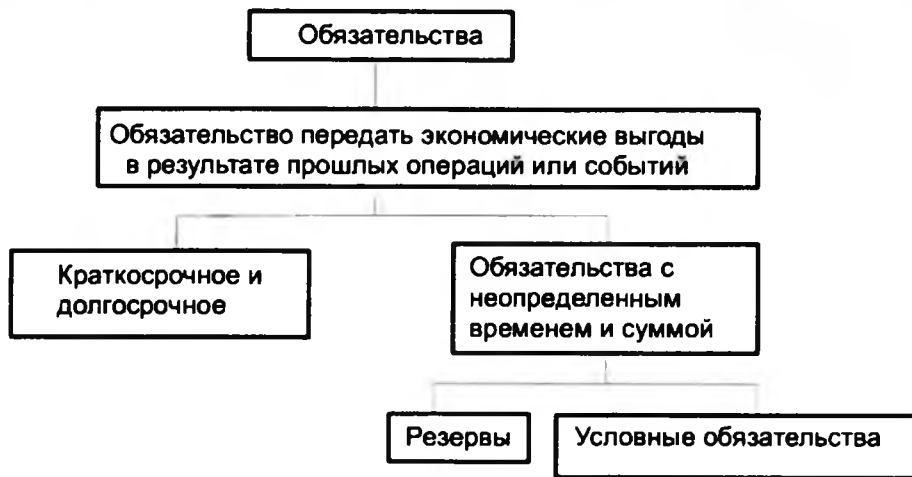 Обязательства
Обязательство передать экономические выгоды
в результате прошлых операций или событий
Краткосрочное и
долгосрочное
Обязательства с
неопределенным
временем и суммой
Резервы
Условные обязательства